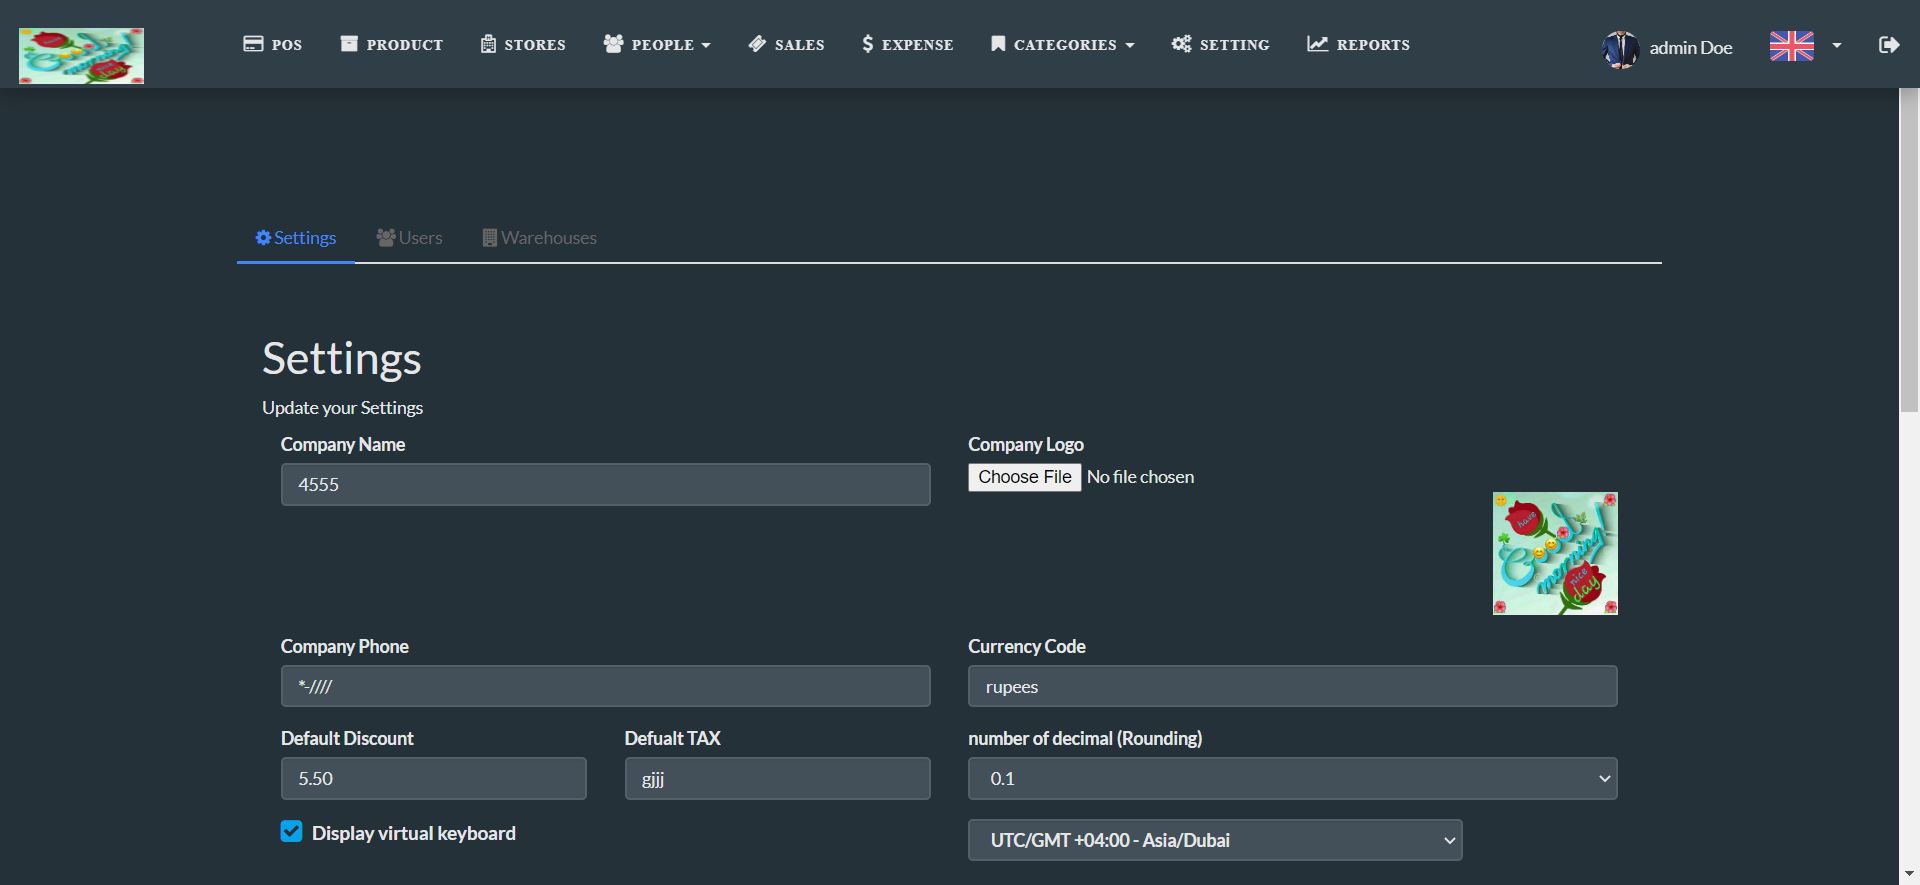 POS PRODUCT STORES PEOPLE SALES EXPENSE CATEGORIES SETTING REPORTS admin Doe
Settings Users Warehouses
Settings
Update your Settings
Company Name
4555
Company Logo
Choose File No file chosen
have
Good
morning
nice
day
Company Phone
*-////
Currency Code
rupees
Default Discount
5.50
Defualt TAX
gjjj
number of decimal (Rounding)
0.1
Display virtual keyboard
UTC/GMT +04:00 - Asia/Dubai